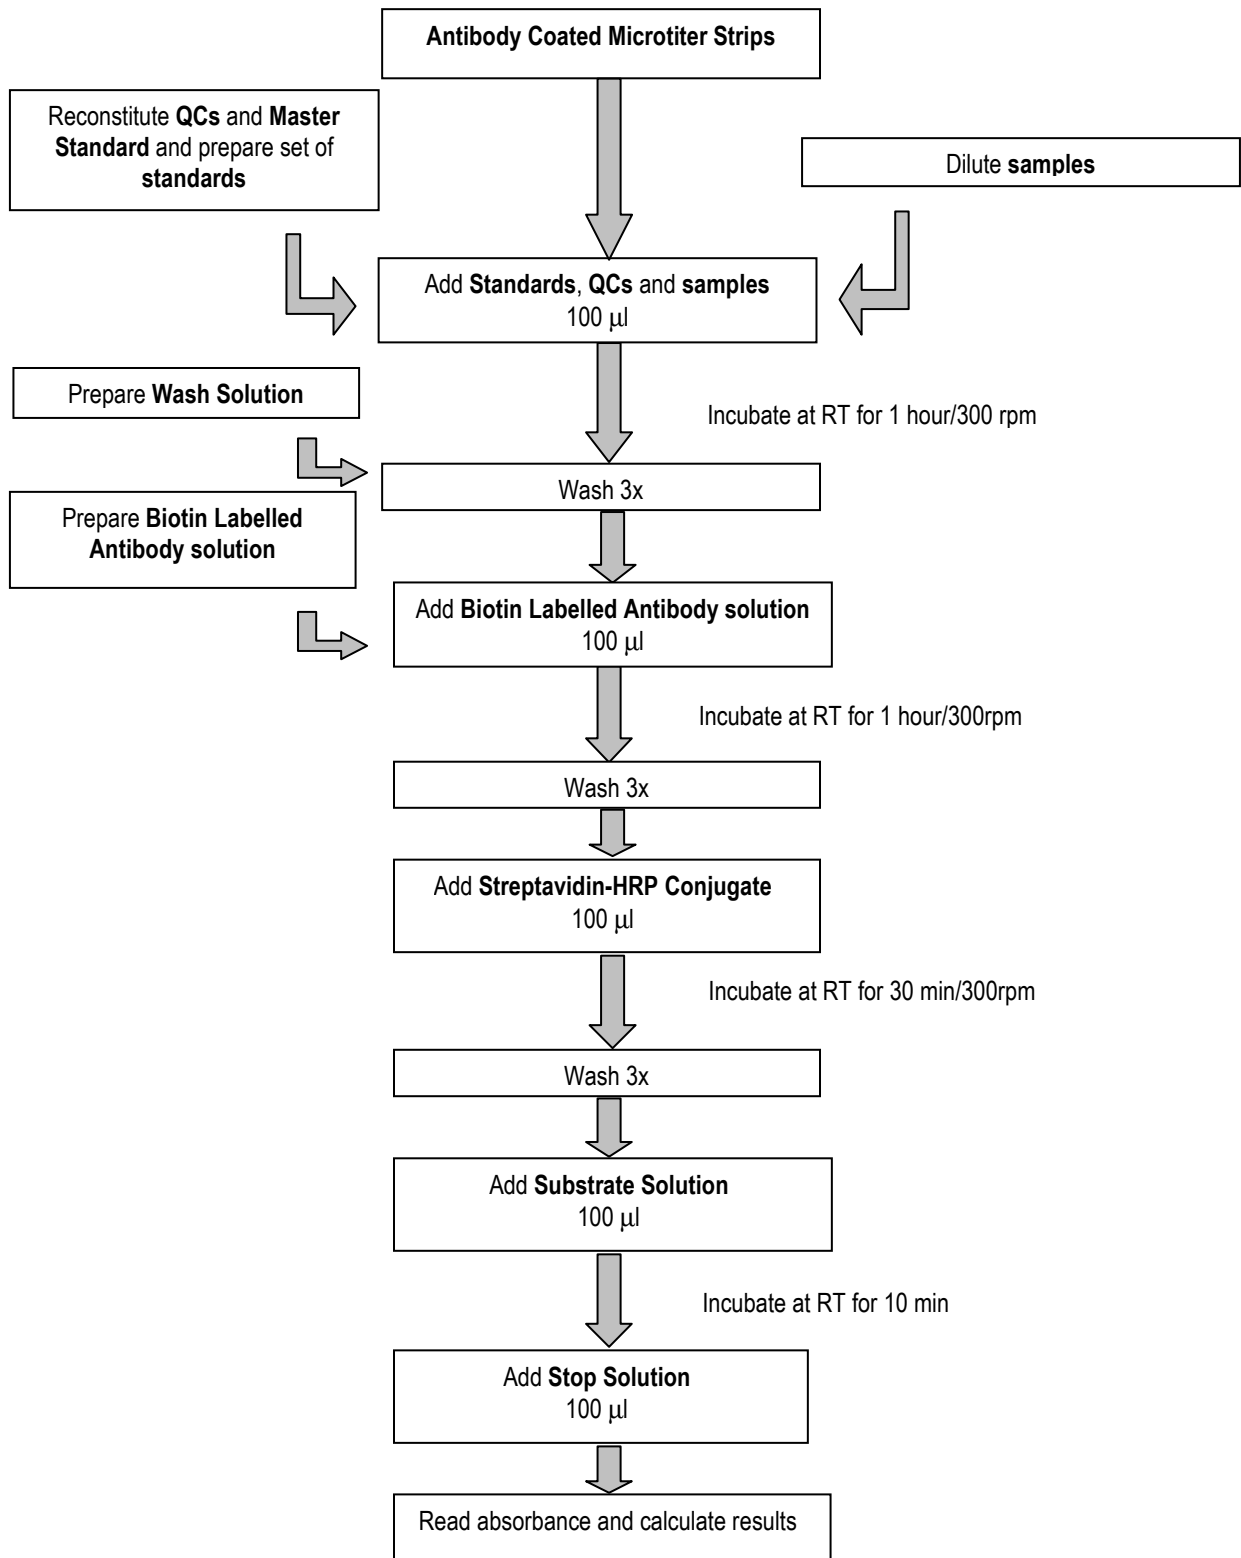 Antibody Coated Microtiter Strips
Reconstitute QCs and Master
Standard and prepare set of
standards
Dilute samples
Add Standards, QCs and samples
100 µl
Prepare Wash Solution
Incubate at RT for 1 hour/300 rpm
Wash 3x
Prepare Biotin Labelled
Antibody solution
Add Biotin Labelled Antibody solution
100 µl
Incubate at RT for 1 hour/300rpm
Wash 3x
Add Streptavidin-HRP Conjugate
100 µl
Incubate at RT for 30 min/300rpm
Wash 3x
Add Substrate Solution
100 µl
Incubate at RT for 10 min
Add Stop Solution
100 µl
Read absorbance and calculate results